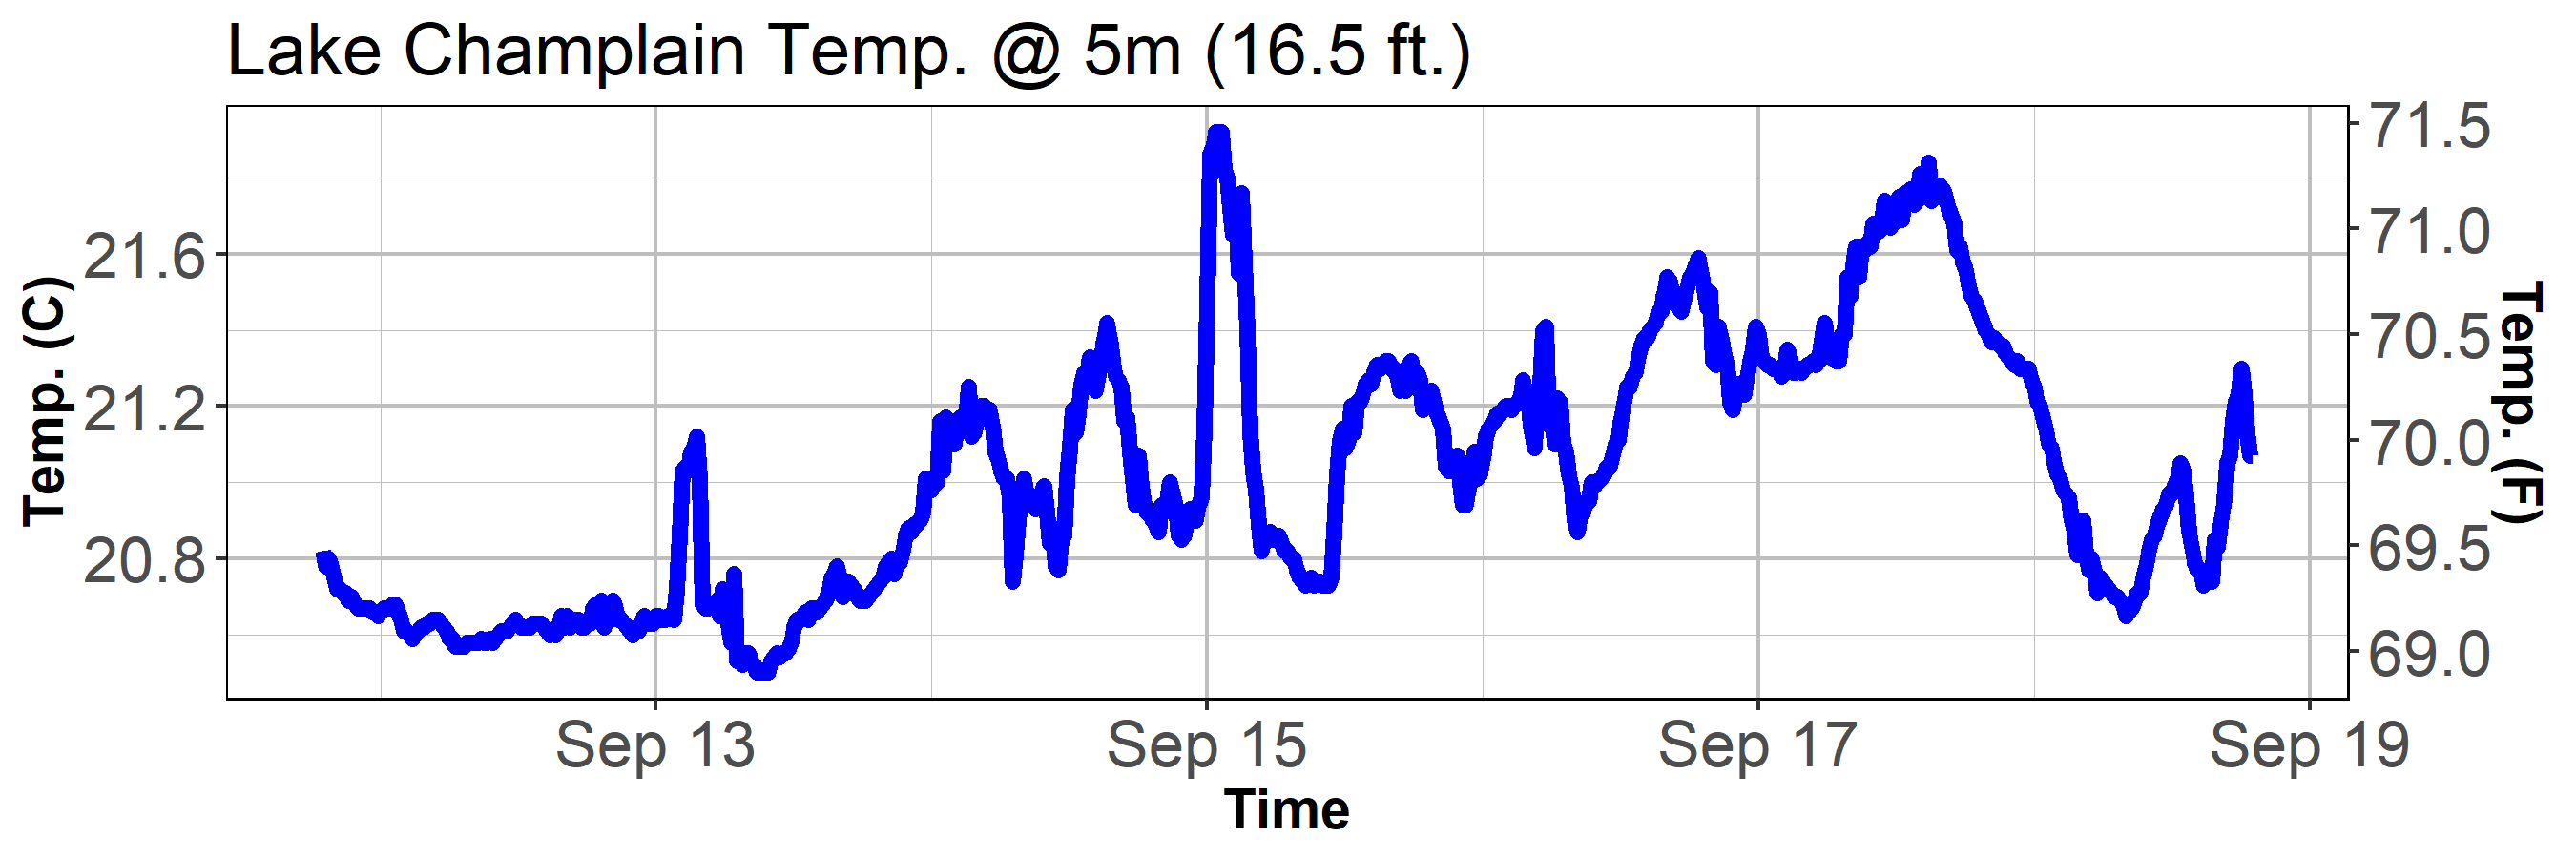 Lake Champlain Temp. @ 5m (16.5 ft.)
Temp. (C)
21.6
21.2
20.8
71.5
71.0
70.5
70.0
69.5
69.0
Temp. (F)
Sep 13
Sep 15
Sep 17
Sep 19
Time